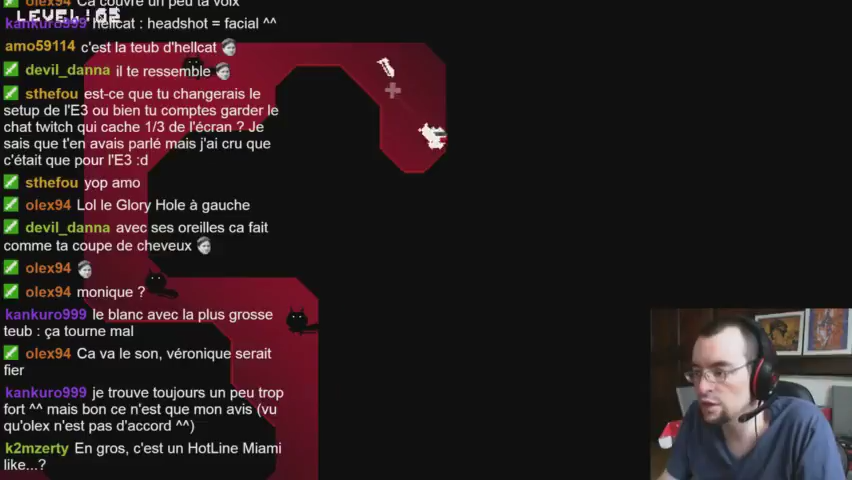 olex94 Ca couvre un peu ta voix
LEVEL:02
kankuro999 hellcat : headshot = facial ^^
amo59114 c'est la teub d'hellcat
devil_danna il te ressemble
sthefou est-ce que tu changerais le
setup de l'E3 ou bien tu comptes garder le
chat twitch qui cache 1/3 de l'écran ? Je
sais que t'en avais parlé mais j'ai cru que
c'était que pour l'E3 :d
sthefou yop amo
olex94 Lol le Glory Hole à gauche
devil_danna avec ses oreilles ca fait
comme ta coupe de cheveux
olex94
olex94 monique ?
kankuro999 le blanc avec la plus grosse
teub : ça tourne mal
olex94 Ca va le son, véronique serait
fier
kankuro999 je trouve toujours un peu trop
fort ^^ mais bon ce n'est que mon avis (vu
qu'olex n'est pas d'accord ^^)
k2mzerty En gros, c'est un HotLine Miami
like...?